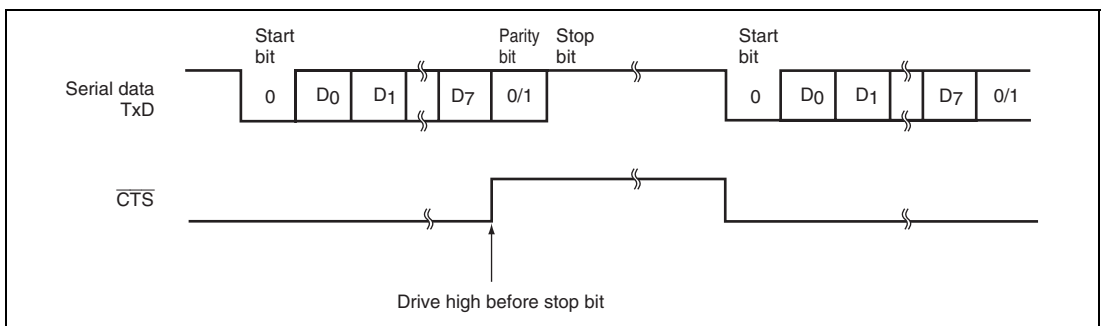 Start bit
Parity bit
Stop bit
Start bit
Serial data TxD
0 D0 D1 D7 0/1 0 D0 D1 D7 0/1
CTS
Drive high before stop bit